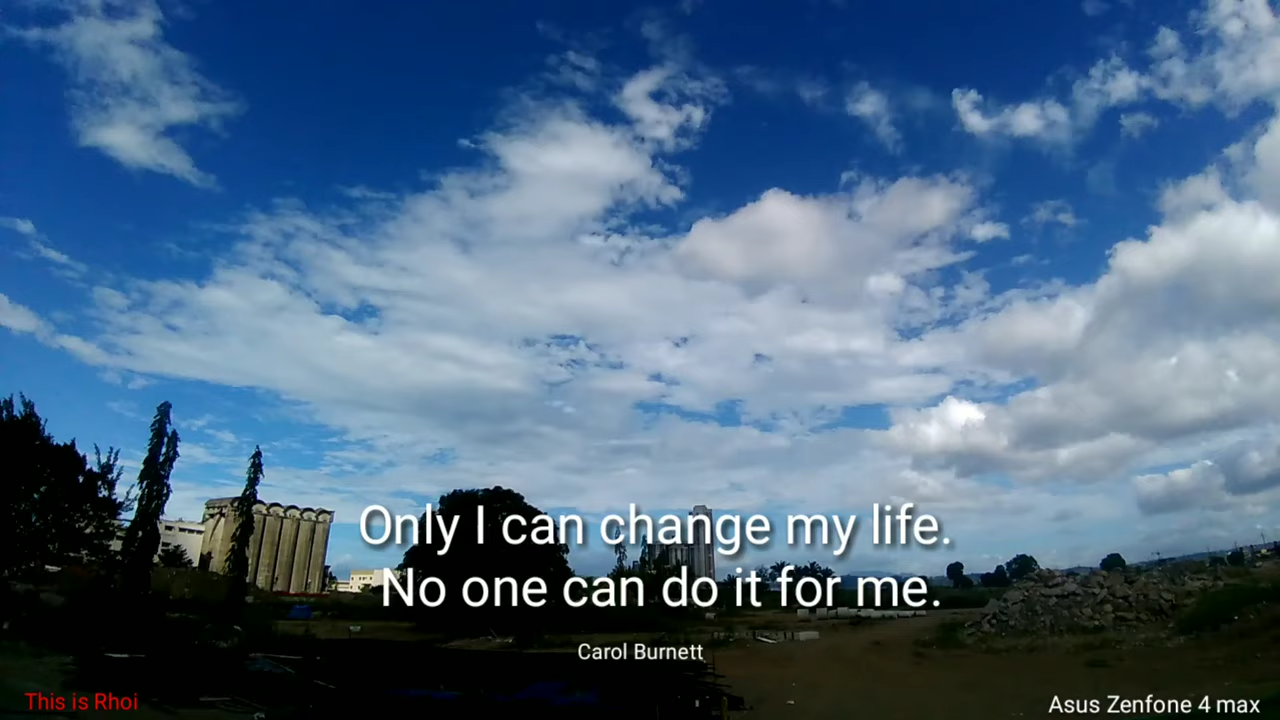 Only I can change my life.
No one can do it for me.
Carol Burnett
This is Rhoi
Asus Zenfone 4 max